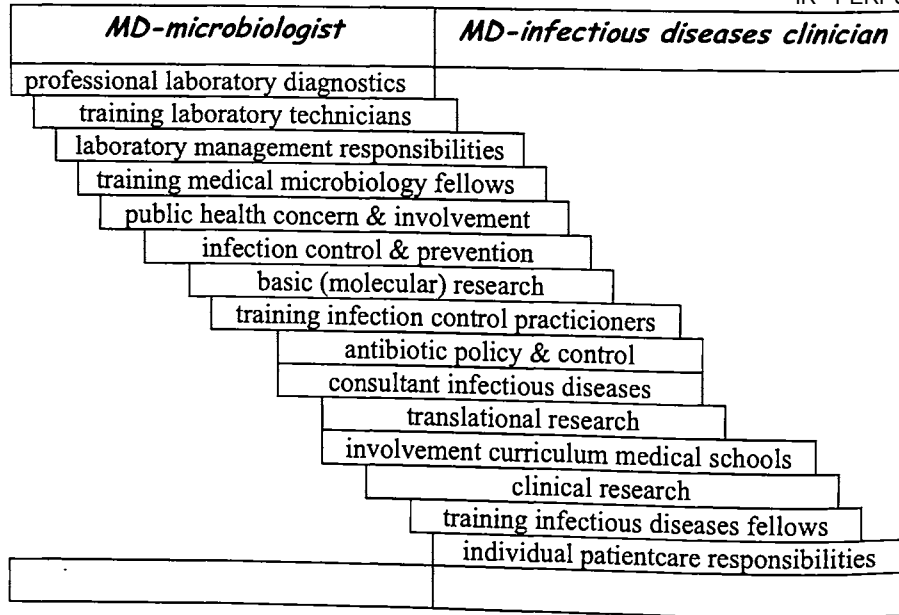 MD-microbiologist MD-infectious diseases clinician
professional laboratory diagnostics
training laboratory technicians
laboratory management responsibilities
training medical microbiology fellows
public health concern & involvement
infection control & prevention
basic (molecular) research
training infection control practicioners
antibiotic policy & control
consultant infectious diseases
translational research
involvement curriculum medical schools
clinical research
training infectious diseases fellows
individual patientcare responsibilities